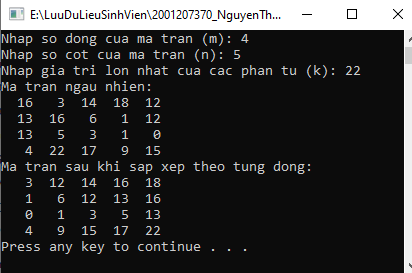 E:\LuuDuLieuSinhVien\2001207370_NguyenTh...
Nhap so dong cua ma tran (m): 4
Nhap so cot cua ma tran (n): 5
Nhap gia tri lon nhat cua cac phan tu (k): 22
Ma tran ngau nhien:
16 3 14 18 12
13 16 6 1 12
13 5 3 1 0
4 22 17 9 15
Ma tran sau khi sap xep theo tung dong:
3 12 14 16 18
1 6 12 13 16
0 1 3 5 13
4 9 15 17 22
Press any key to continue . . .